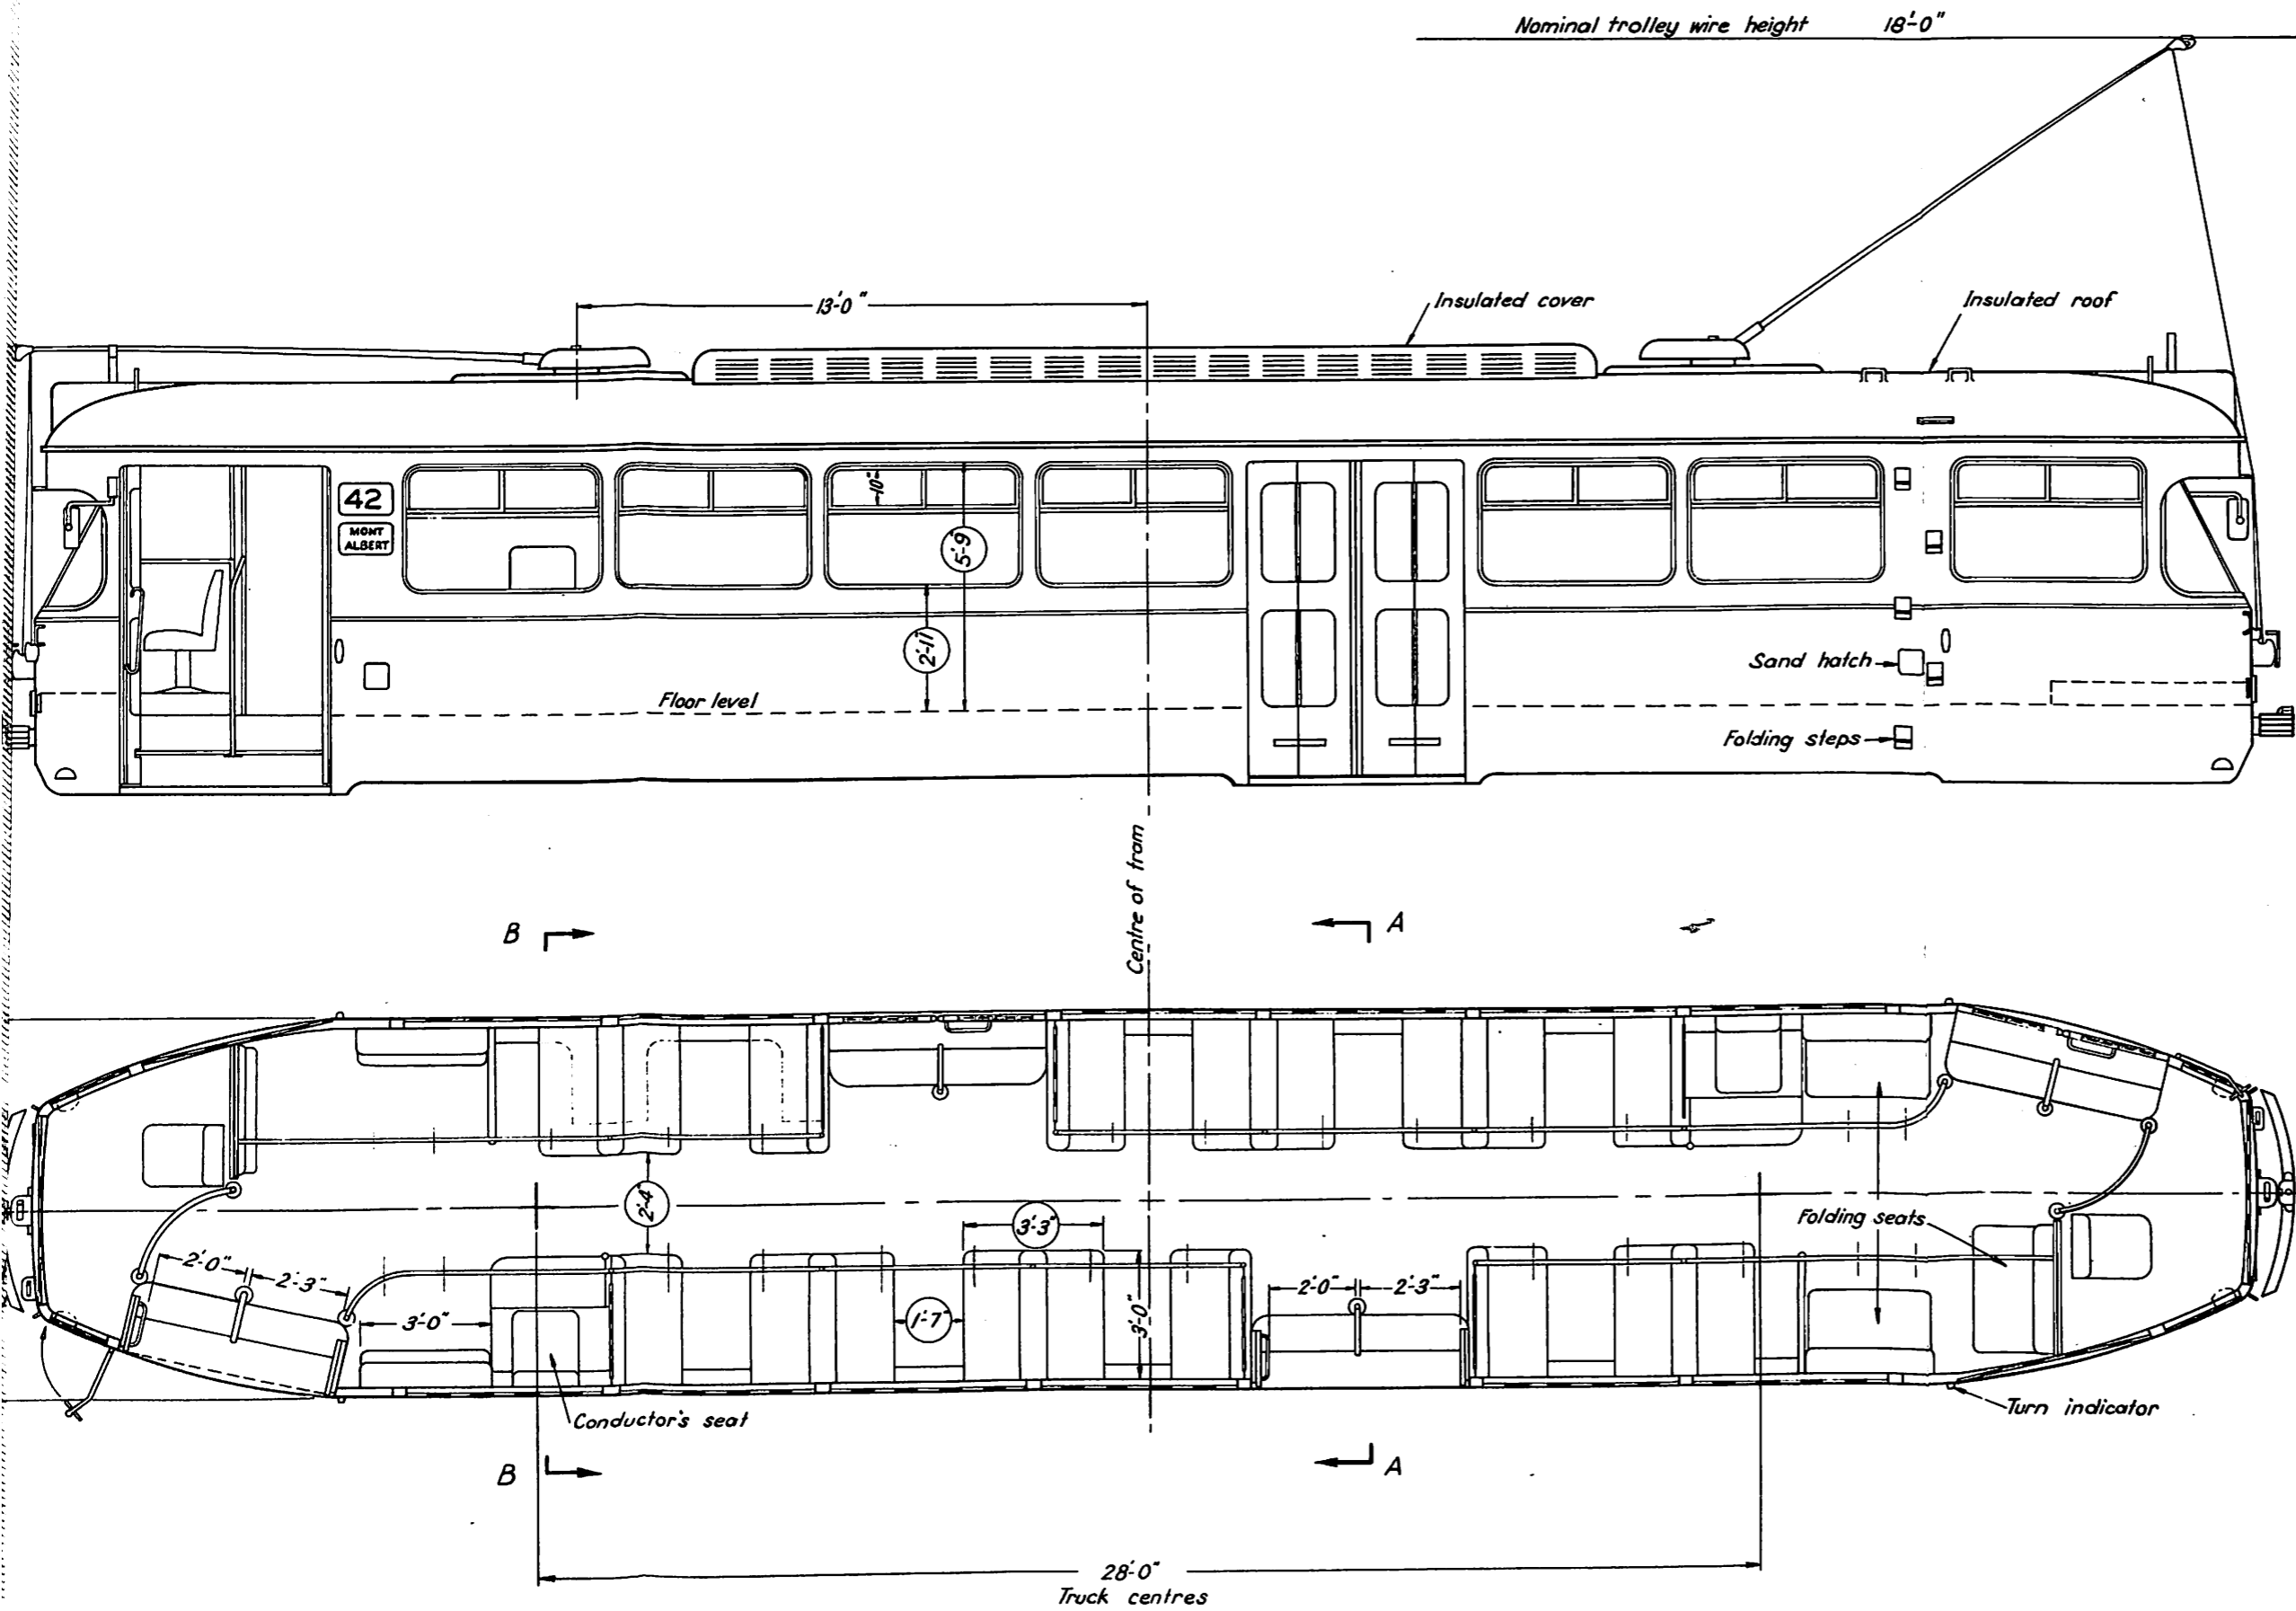 Nominal trolley wire height 18'-0"
13'-0"
Insulated cover
Insulated roof
42
MONT
ALBERT
10"
5'-9"
2'-11"
Floor level
Sand hatch
Folding steps
Centre of tram
B
A
2'-4"
3'-3"
Folding seats
2'-0"
2'-3"
3'-0"
1'-7"
3'-0"
2'-0"
2'-3"
Conductor's seat
Turn indicator
B
A
28'-0"
Truck centres